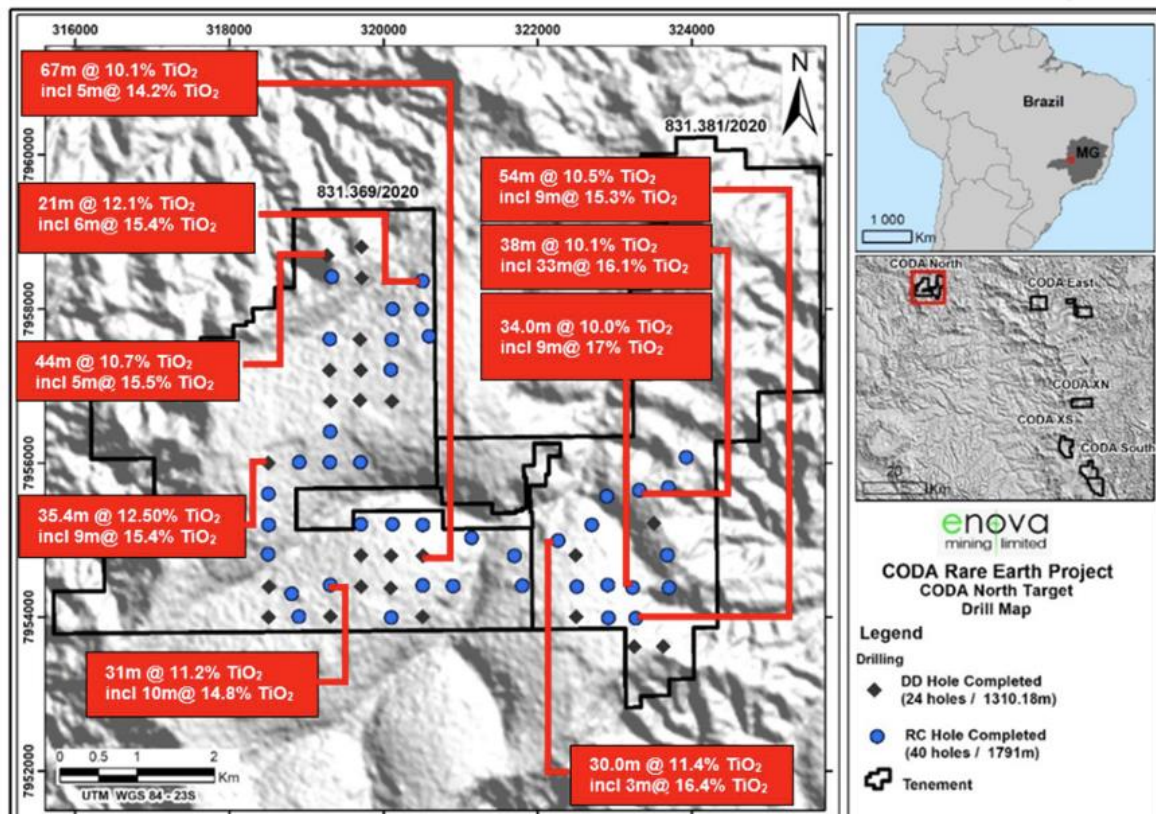 316000
318000
320000
322000
324000
67m @ 10.1% TiO₂
incl 5m@ 14.2% TiO₂
N
831.381/2020
7960000
831.369/2020
54m @ 10.5% TiO₂
incl 9m@ 15.3% TiO₂
21m @ 12.1% TiO₂
incl 6m@ 15.4% TiO₂
38m @ 10.1% TiO₂
incl 33m@ 16.1% TiO₂
7958000
34.0m @ 10.0% TiO₂
incl 9m@ 17% TiO₂
44m @ 10.7% TiO₂
incl 5m@ 15.5% TiO₂
7956000
35.4m @ 12.50% TiO₂
incl 9m@ 15.4% TiO₂
7954000
31m @ 11.2% TiO₂
incl 10m@ 14.8% TiO₂
30.0m @ 11.4% TiO₂
incl 3m@ 16.4% TiO₂
7952000
0 0.5 1 2
Km
UTM WGS 84 - 23S
Brazil
MG
1 000
Km
CODA North
CODA East
CODA XN
CODA XS
CODA South
20
Km
enova
mining limited
CODA Rare Earth Project
CODA North Target
Drill Map
Legend
Drilling
DD Hole Completed
(24 holes / 1310.18m)
RC Hole Completed
(40 holes / 1791m)
Tenement